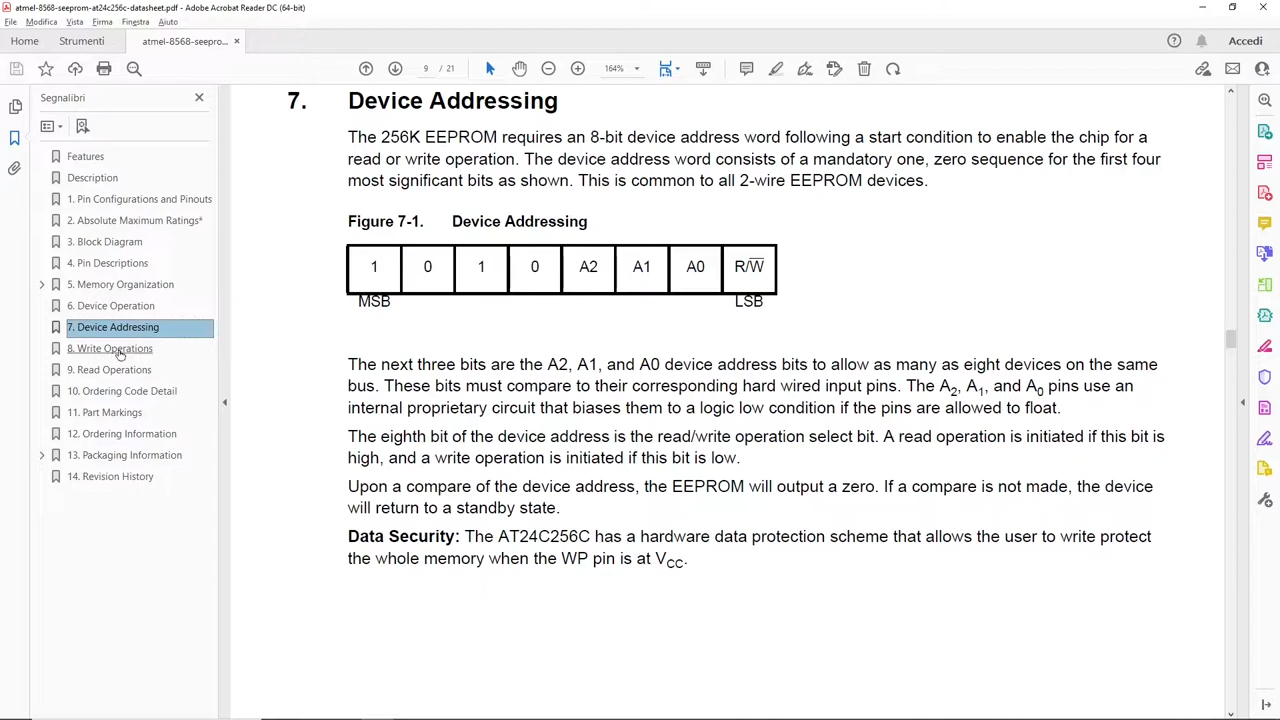 atmel-8568-seeprom-at24c256c-datasheet.pdf - Adobe Acrobat Reader DC (64-bit)
File Modifica Vista Firma Finestra Aiuto
Home Strumenti atmel-8568-seepro... × Accedi
9 / 21 164%
Segnalibri
Features
Description
1. Pin Configurations and Pinouts
2. Absolute Maximum Ratings*
3. Block Diagram
4. Pin Descriptions
5. Memory Organization
6. Device Operation
7. Device Addressing
8. Write Operations
9. Read Operations
10. Ordering Code Detail
11. Part Markings
12. Ordering Information
13. Packaging Information
14. Revision History
7. Device Addressing
The 256K EEPROM requires an 8-bit device address word following a start condition to enable the chip for a
read or write operation. The device address word consists of a mandatory one, zero sequence for the first four
most significant bits as shown. This is common to all 2-wire EEPROM devices.
Figure 7-1. Device Addressing
1 0 1 0 A2 A1 A0 R/W̅
MSB LSB
The next three bits are the A2, A1, and A0 device address bits to allow as many as eight devices on the same
bus. These bits must compare to their corresponding hard wired input pins. The A2, A1, and A0 pins use an
internal proprietary circuit that biases them to a logic low condition if the pins are allowed to float.
The eighth bit of the device address is the read/write operation select bit. A read operation is initiated if this bit is
high, and a write operation is initiated if this bit is low.
Upon a compare of the device address, the EEPROM will output a zero. If a compare is not made, the device
will return to a standby state.
Data Security: The AT24C256C has a hardware data protection scheme that allows the user to write protect
the whole memory when the WP pin is at VCC.